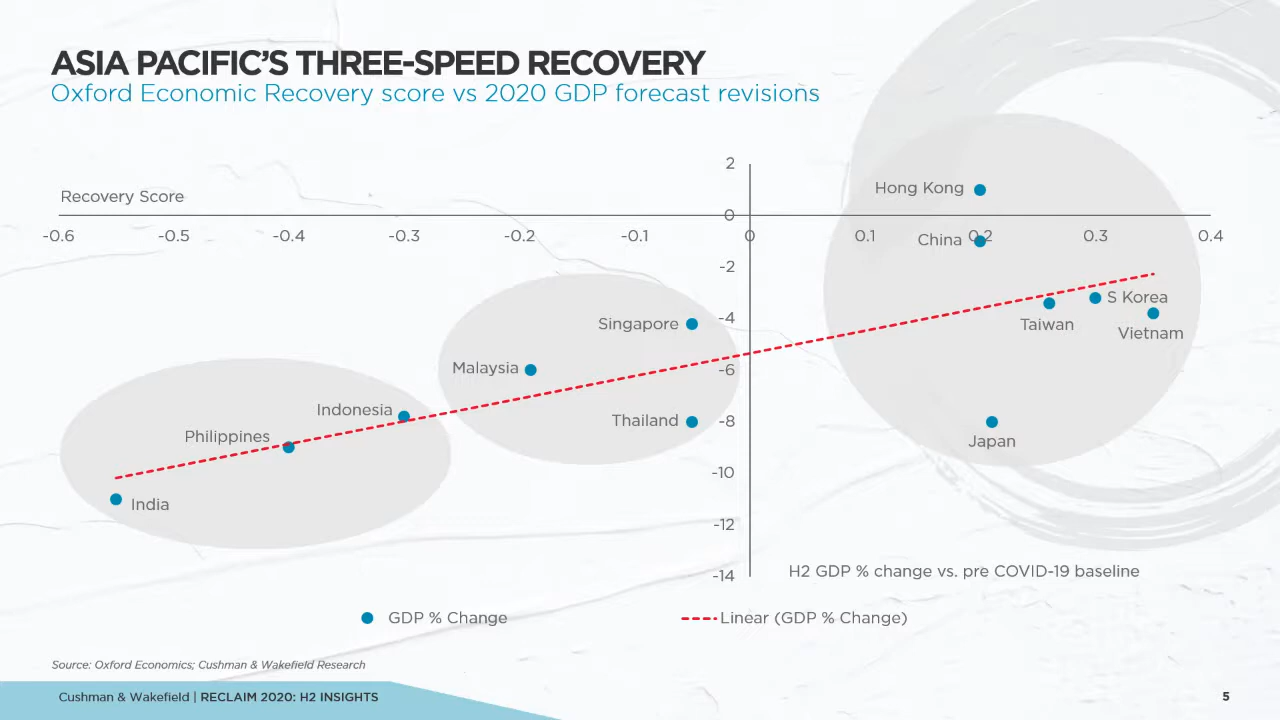 ASIA PACIFIC’S THREE-SPEED RECOVERY
Oxford Economic Recovery score vs 2020 GDP forecast revisions
2
Hong Kong
Recovery Score
0
-0.6 -0.5 -0.4 -0.3 -0.2 -0.1 0 0.1 0.2 0.3 0.4
China
-2
S Korea
-4
Singapore
Taiwan
Vietnam
Malaysia
-6
Indonesia
Thailand
-8
Philippines
Japan
-10
India
-12
-14
H2 GDP % change vs. pre COVID-19 baseline
GDP % Change
Linear (GDP % Change)
Source: Oxford Economics; Cushman & Wakefield Research
Cushman & Wakefield | RECLAIM 2020: H2 INSIGHTS
5